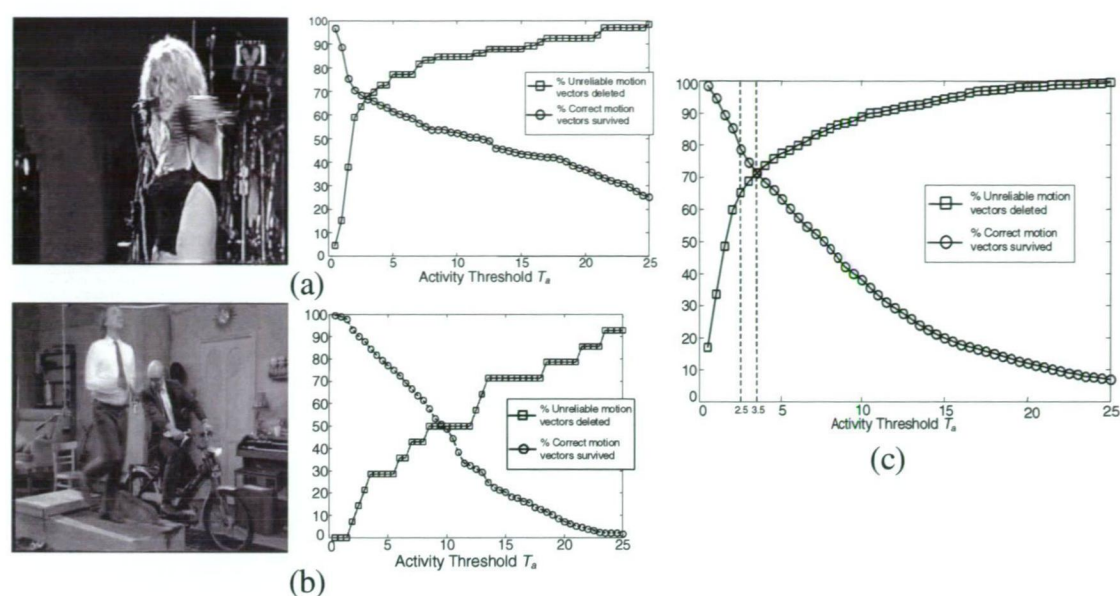 100
90
80
70
60
50
40
30
20
10
0
% Unreliable motion
vectors deleted
% Correct motion
vectors survived
0 5 10 15 20 25
Activity Threshold Ta
(a)
100
90
80
70
60
50
40
30
20
10
0
% Unreliable motion
vectors deleted
% Correct motion
vectors survived
0 5 10 15 20 25
Activity Threshold Ta
(b)
100
90
80
70
60
50
40
30
20
10
% Unreliable motion
vectors deleted
% Correct motion
vectors survived
0 2.5 3.5 5 10 15 20 25
Activity Threshold Ta
(c)